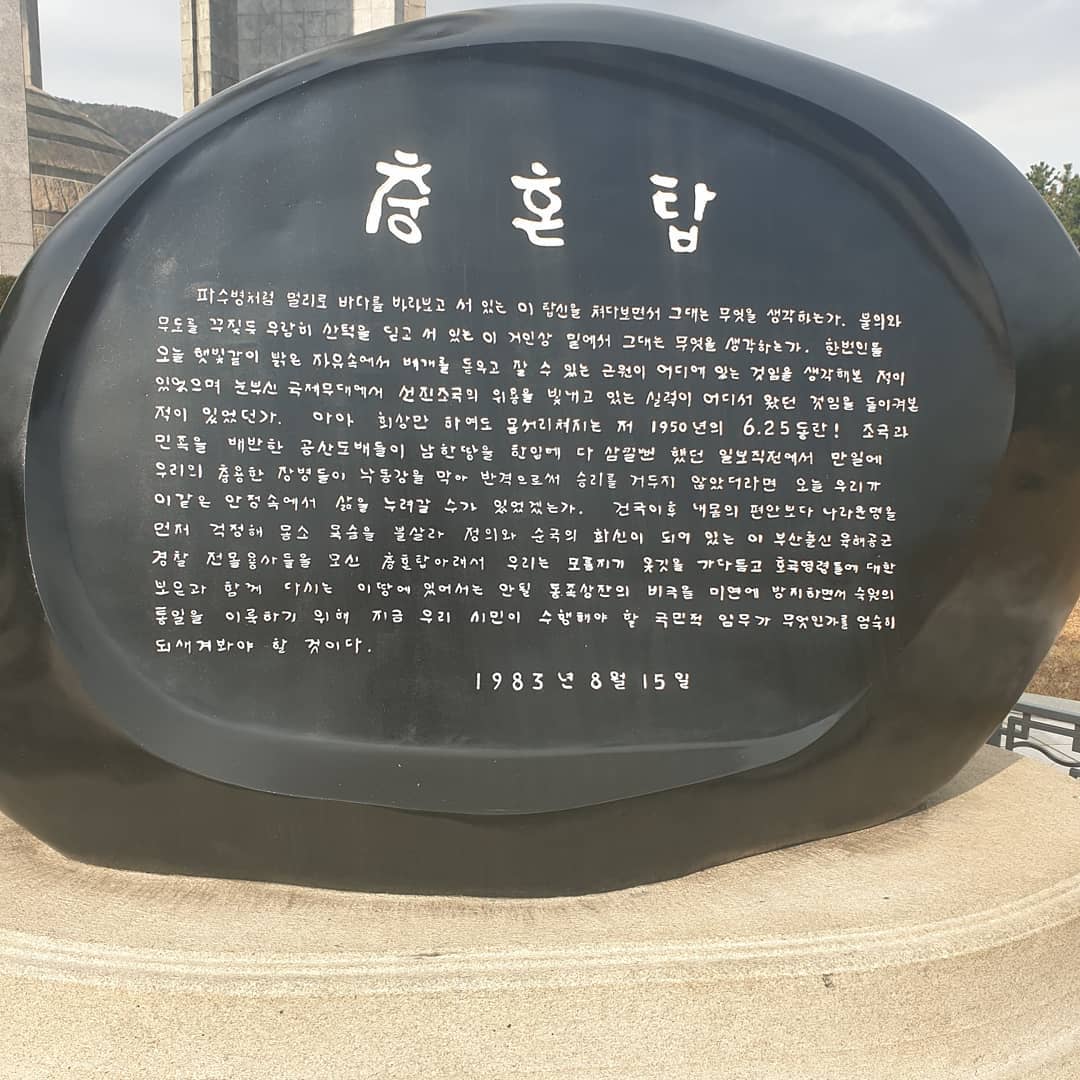 충혼탑
파수병처럼 멀리로 바다를 바라보고 서 있는 이 탑신을 쳐다보면서 그대는 무엇을 생각하는가. 불의와
무도를 꾸짖듯 우람히 산턱을 딛고 서 있는 이 거인상 밑에서 그대는 무엇을 생각하는가. 한번인들
오늘 햇빛같이 밝은 자유속에서 베개를 돋우고 잘 수 있는 근원이 어디에 있는 것임을 생각해본 적이
있었으며 눈부신 국제무대에서 선진조국의 위용을 빛내고 있는 실력이 어디서 왔던 것임을 돌이켜본
적이 있었던가. 아아 회상만 하여도 몸서리쳐지는 저 1950년의 6.25동란! 조국과
민족을 배반한 공산도배들이 남한땅을 한입에 다 삼킬뻔 했던 일보직전에서 만일에
우리의 충용한 장병들이 낙동강을 막아 반격으로써 승리를 거두지 않았더라면 오늘 우리가
이같은 안정속에서 삶을 누려갈 수가 있었겠는가. 건국이후 내몸의 편안보다 나라운명을
먼저 걱정해 몸소 목숨을 불살라 정의와 순국의 화신이 되어 있는 이 부산출신 육해공군
경찰 전몰용사들을 모신 충혼탑아래서 우리는 모름지기 옷깃을 가다듬고 호국영령들에 대한
보은과 함께 다시는 이땅에 있어서는 안될 동족상잔의 비극을 미연에 방지하면서 숙원의
통일을 이룩하기 위해 지금 우리 시민이 수행해야 할 국민적 임무가 무엇인가를 엄숙히
되새겨봐야 할 것이다.
1983년 8월 15일